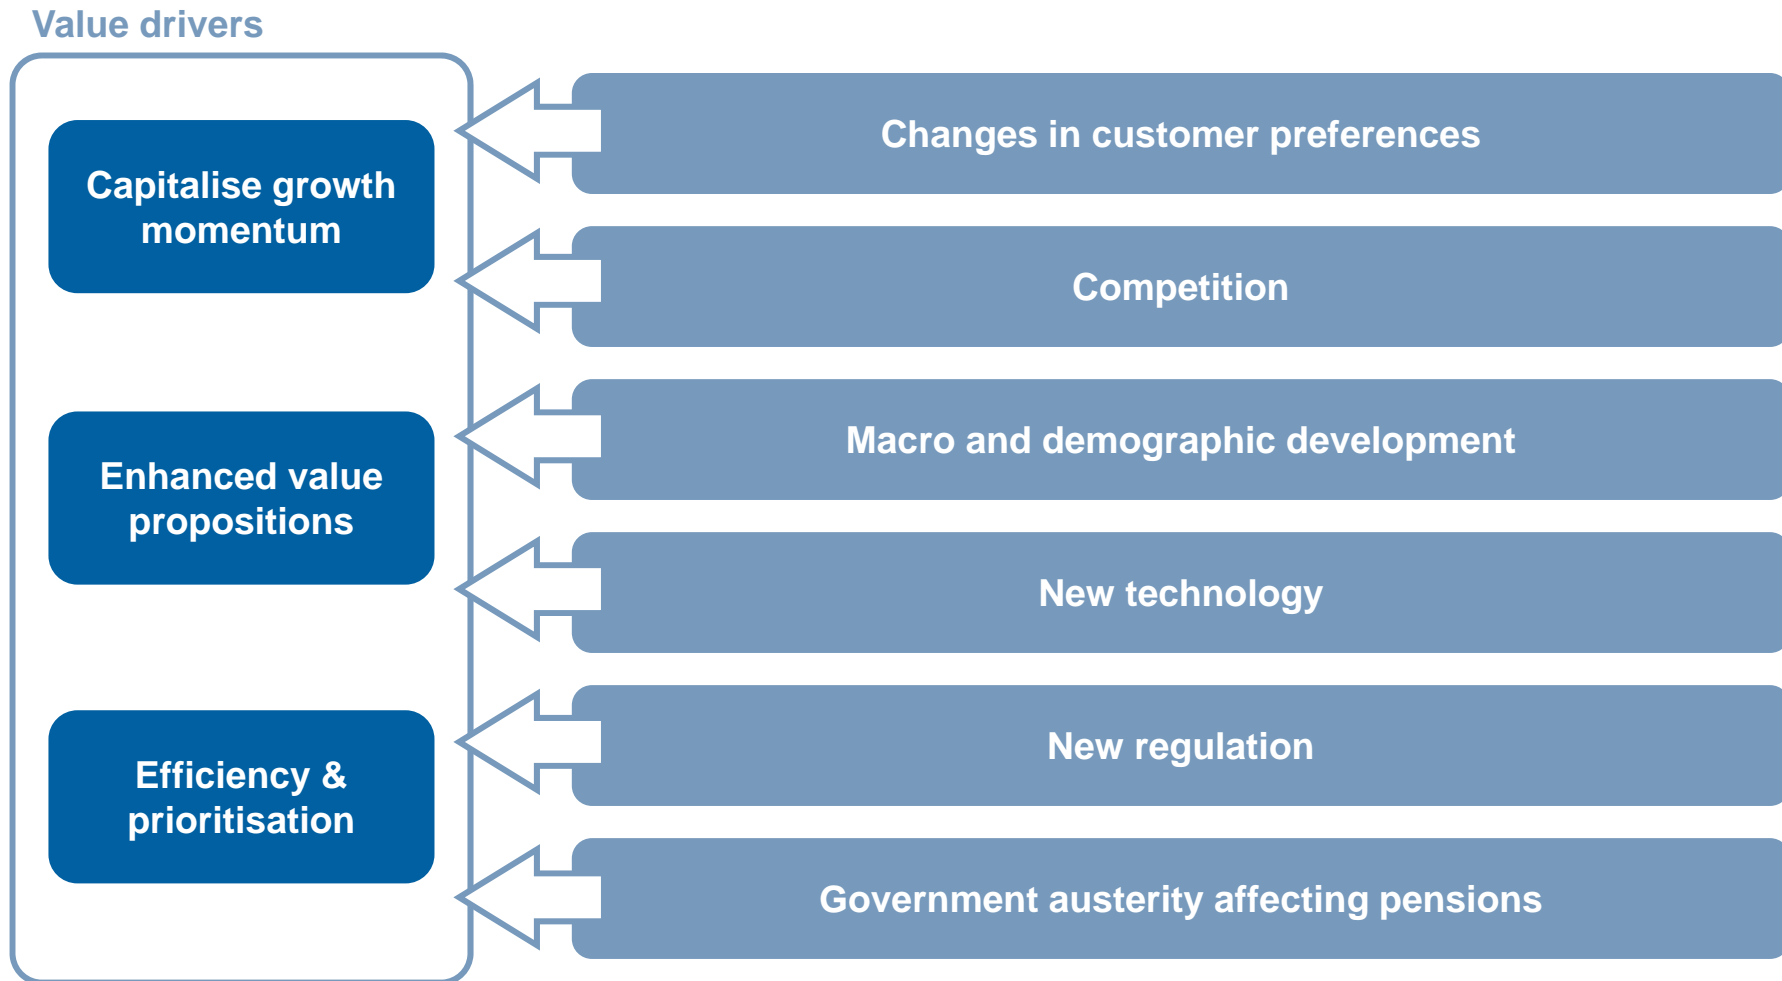 Value drivers
Capitalise growth
momentum
Enhanced value
propositions
Efficiency &
prioritisation
Changes in customer preferences
Competition
Macro and demographic development
New technology
New regulation
Government austerity affecting pensions